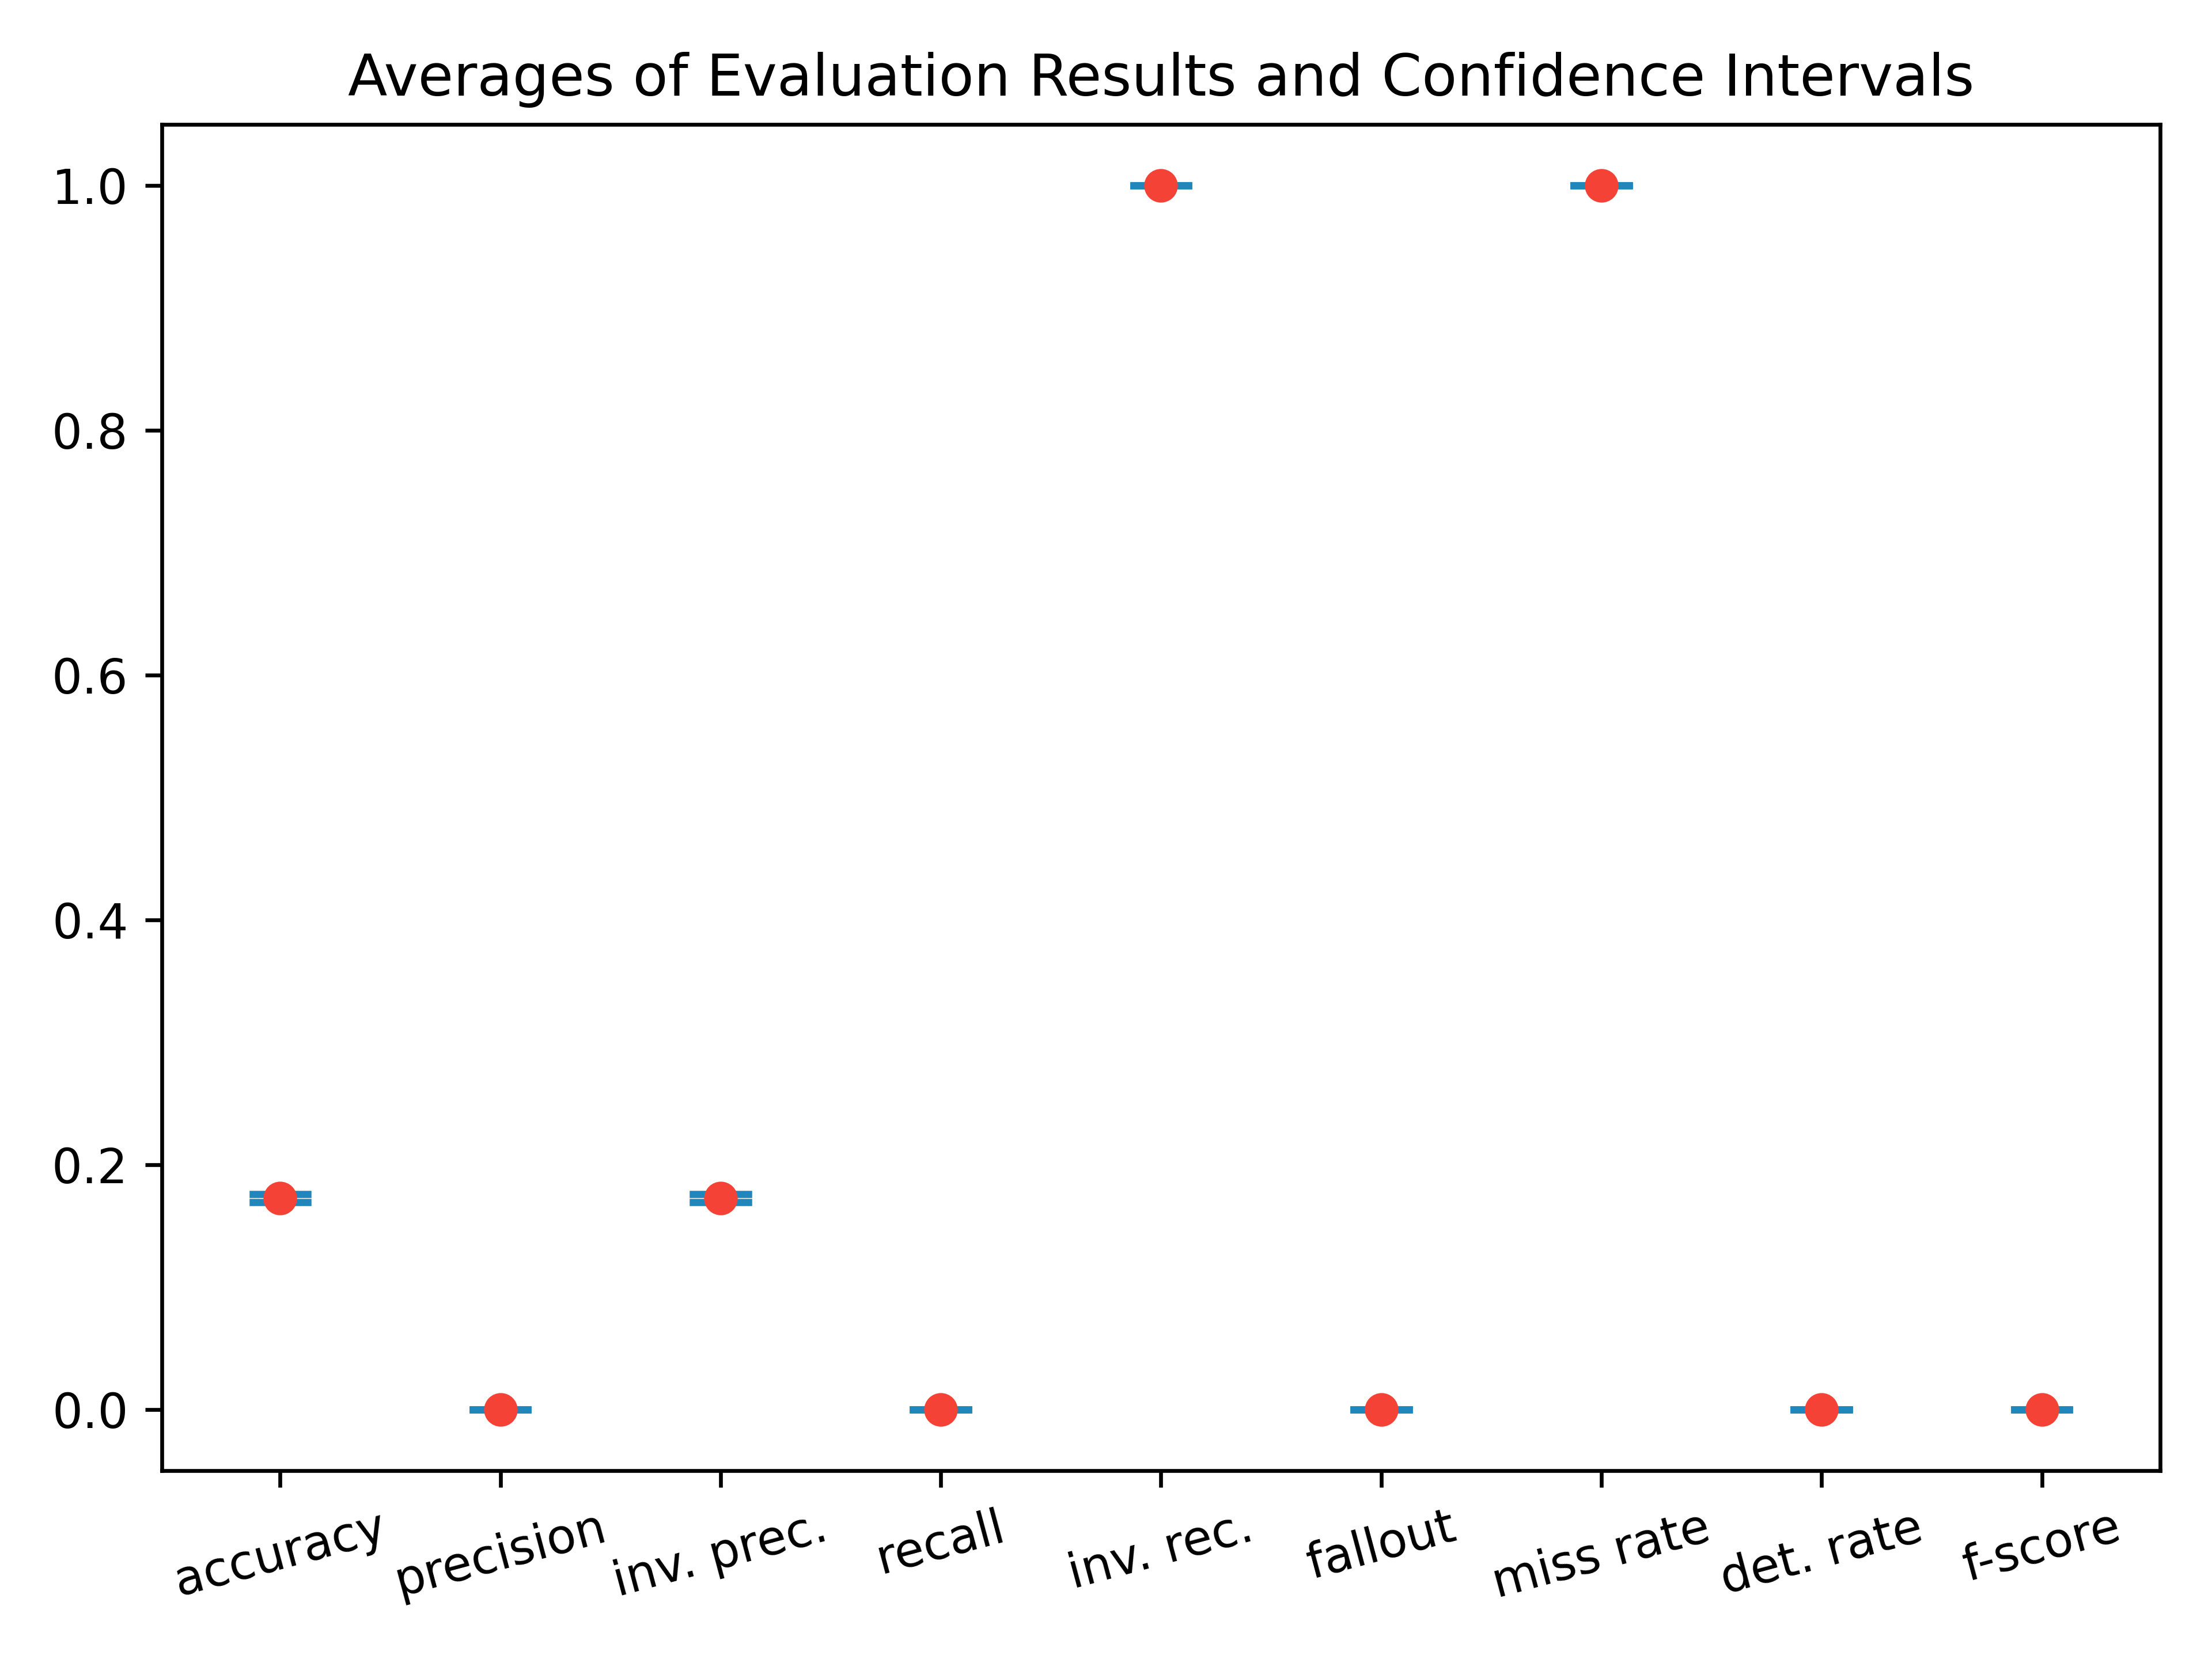 Averages of Evaluation Results and Confidence Intervals
1.0
0.8
0.6
0.4
0.2
0.0
accuracy
precision
inv. prec.
recall
inv. rec.
fallout
miss rate
det. rate
f-score